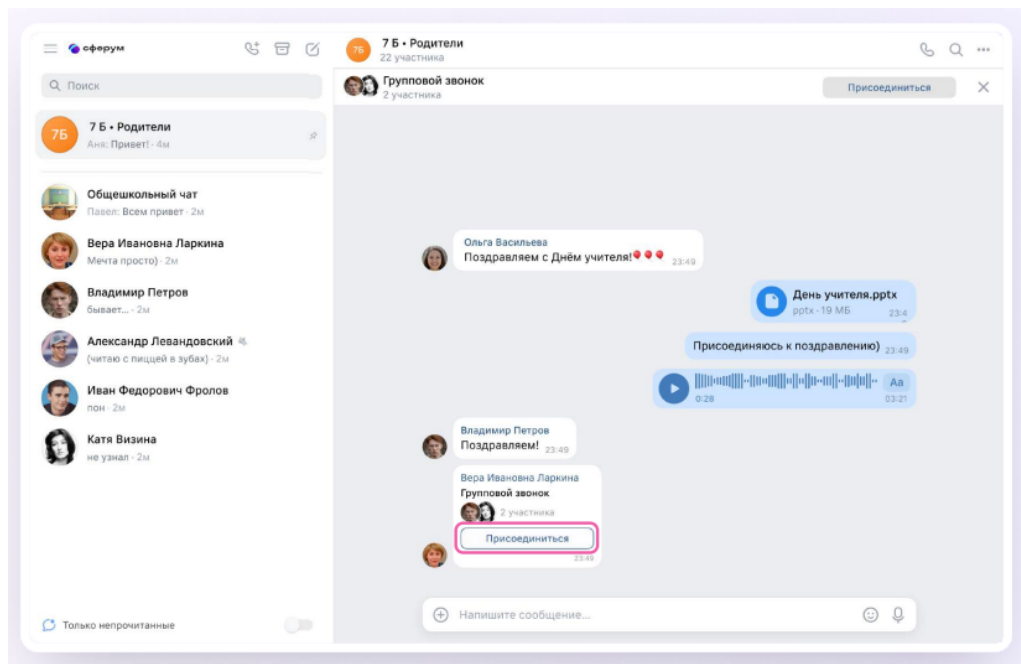 сферум
Поиск
7Б
7 Б • Родители
Аня: Привет! · 4м
Общешкольный чат
Павел: Всем привет · 2м
Вера Ивановна Ларкина
Мечта просто) · 2м
Владимир Петров
бывает... · 2м
Александр Левандовский
(читаю с пиццей в зубах) · 2м
Иван Федорович Фролов
пон · 2м
Катя Визина
не узнал · 2м
Только непрочитанные
7Б
7 Б • Родители
22 участника
Групповой звонок
2 участника
Присоединиться
Ольга Васильева
Поздравляем с Днём учителя!🎈🎈🎈 23:49
День учителя.pptx
pptx · 19 МБ 23:4
Присоединяюсь к поздравлению) 23:49
Aa
0:28 03:21
Владимир Петров
Поздравляем! 23:49
Вера Ивановна Ларкина
Групповой звонок
2 участника
Присоединиться
23:49
Напишите сообщение...